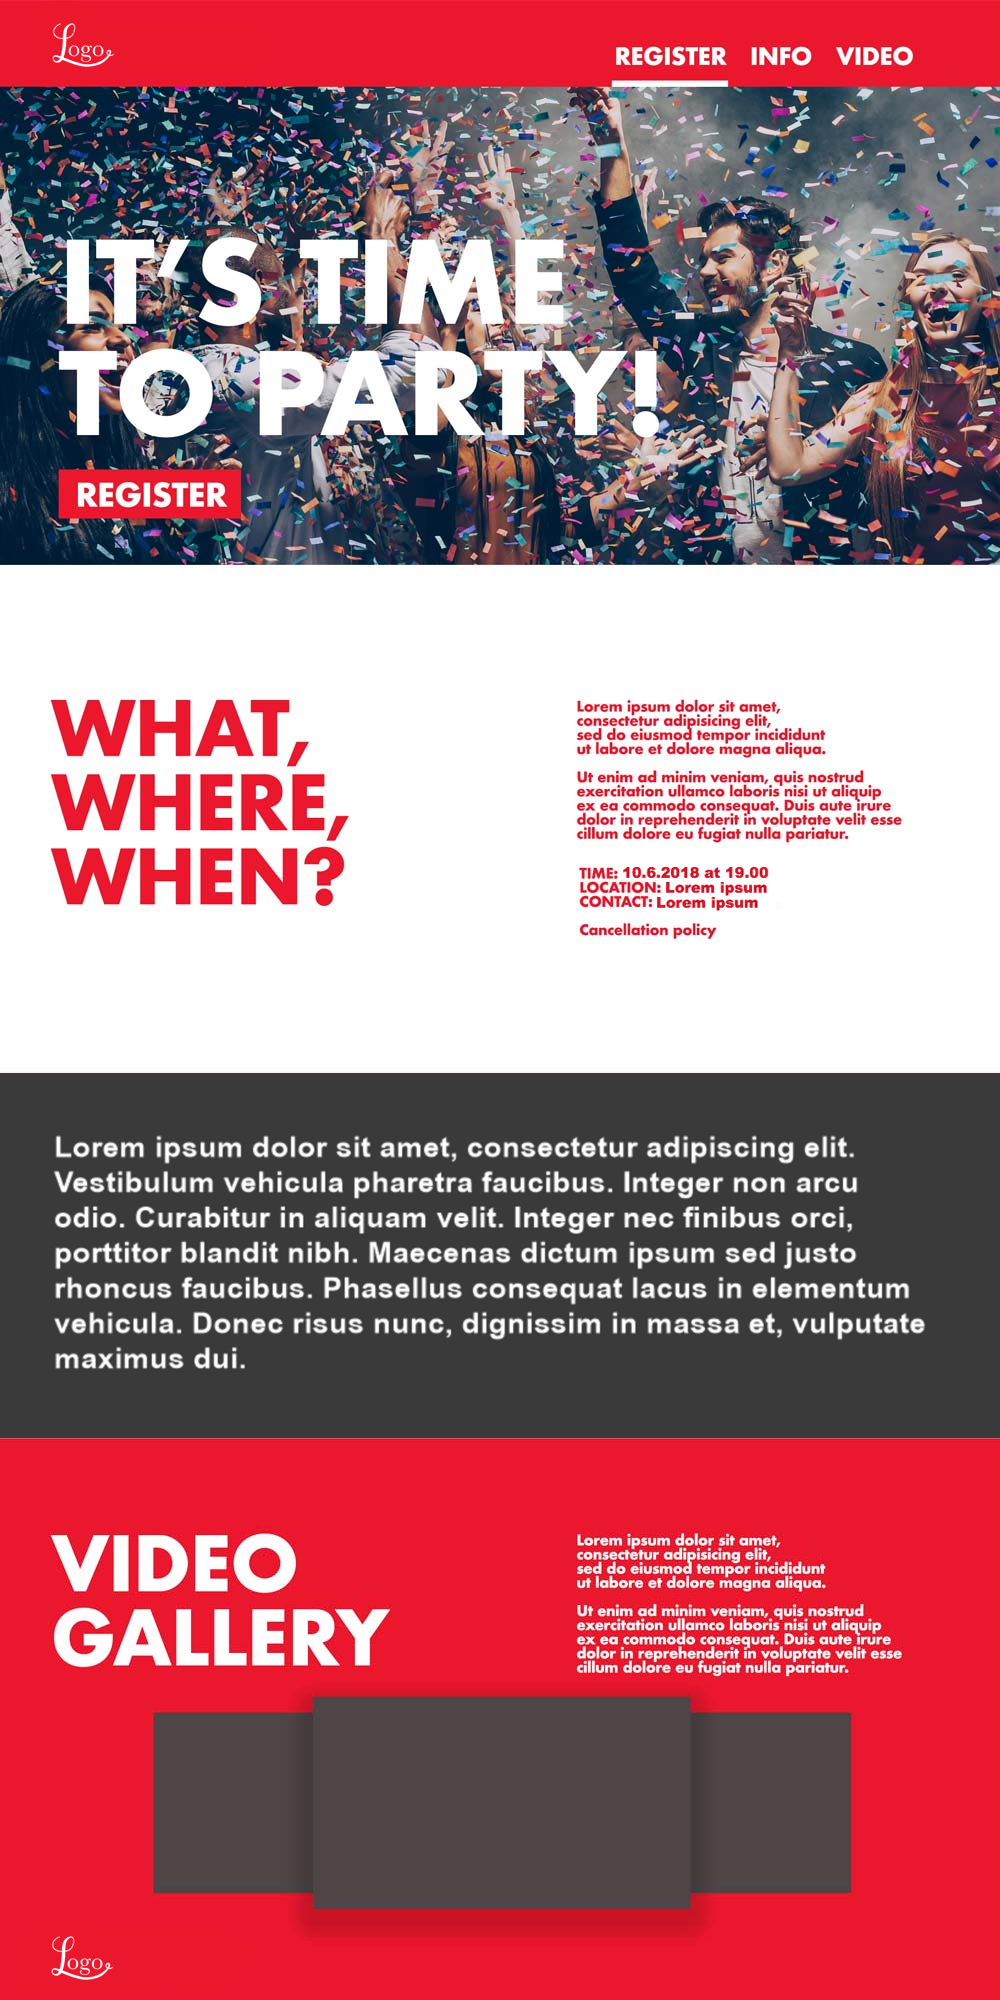 Logo
REGISTER INFO VIDEO
IT'S TIME
TO PARTY!
REGISTER
WHAT,
WHERE,
WHEN?
Lorem ipsum dolor sit amet,
consectetur adipisicing elit,
sed do eiusmod tempor incididunt
ut labore et dolore magna aliqua.
Ut enim ad minim veniam, quis nostrud
exercitation ullamco laboris nisi ut aliquip
ex ea commodo consequat. Duis aute irure
dolor in reprehenderit in voluptate velit esse
cillum dolore eu fugiat nulla pariatur.
TIME: 10.6.2018 at 19.00
LOCATION: Lorem ipsum
CONTACT: Lorem ipsum
Cancellation policy
Lorem ipsum dolor sit amet, consectetur adipiscing elit.
Vestibulum vehicula pharetra faucibus. Integer non arcu
odio. Curabitur in aliquam velit. Integer nec finibus orci,
porttitor blandit nibh. Maecenas dictum ipsum sed justo
rhoncus faucibus. Phasellus consequat lacus in elementum
vehicula. Donec risus nunc, dignissim in massa et, vulputate
maximus dui.
VIDEO
GALLERY
Lorem ipsum dolor sit amet,
consectetur adipisicing elit,
sed do eiusmod tempor incididunt
ut labore et dolore magna aliqua.
Ut enim ad minim veniam, quis nostrud
exercitation ullamco laboris nisi ut aliquip
ex ea commodo consequat. Duis aute irure
dolor in reprehenderit in voluptate velit esse
cillum dolore eu fugiat nulla pariatur.
Logo